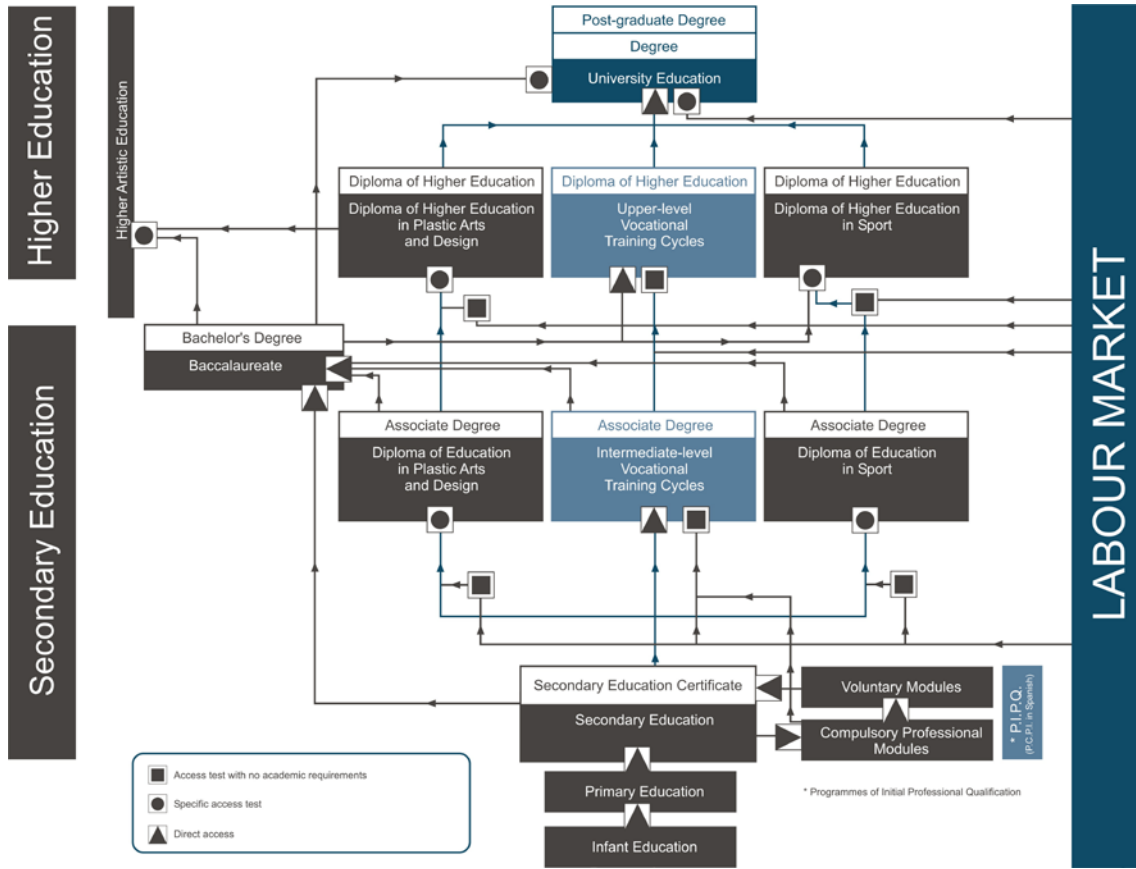 Higher Education
Secondary Education
Higher Artistic Education
Post-graduate Degree
Degree
University Education
Diploma of Higher Education
Diploma of Higher Education
in Plastic Arts
and Design
Diploma of Higher Education
Upper-level
Vocational
Training Cycles
Diploma of Higher Education
Diploma of Higher Education
in Sport
Bachelor's Degree
Baccalaureate
Associate Degree
Diploma of Education
in Plastic Arts
and Design
Associate Degree
Intermediate-level
Vocational
Training Cycles
Associate Degree
Diploma of Education
in Sport
Secondary Education Certificate
Secondary Education
Primary Education
Infant Education
Voluntary Modules
Compulsory Professional
Modules
* P.I.P.Q.
(P.C.P.I. in Spanish)
* Programmes of Initial Professional Qualification
Access test with no academic requirements
Specific access test
Direct access
LABOUR MARKET